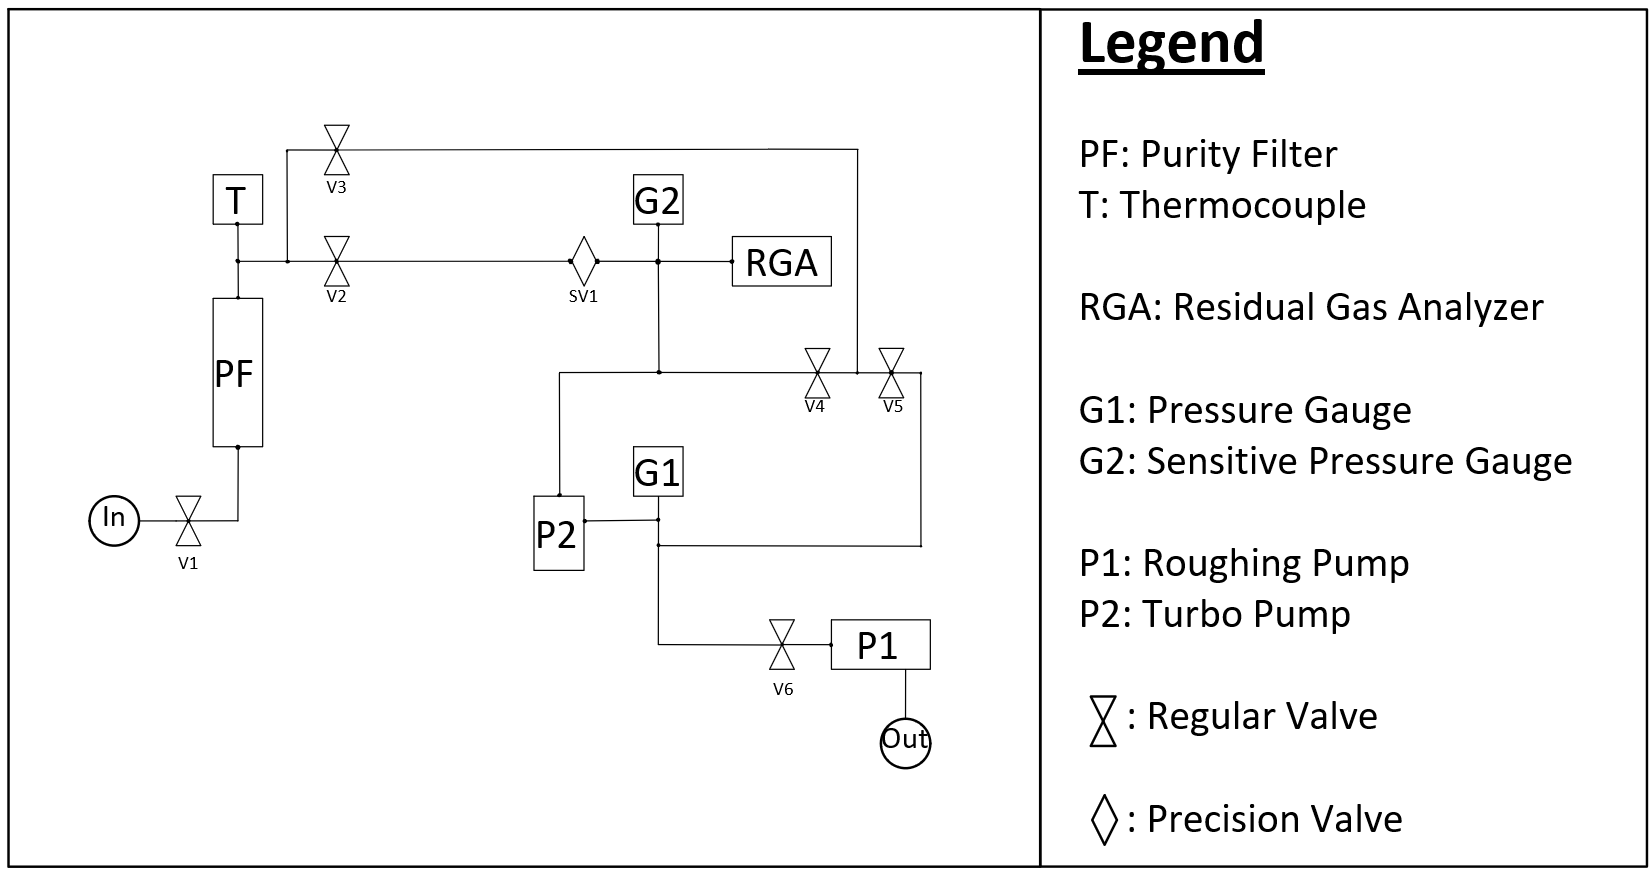 V3
T
G2
RGA
V2
SV1
PF
V4
V5
G1
In
P2
V1
P1
V6
Out
Legend
PF: Purity Filter
T: Thermocouple
RGA: Residual Gas Analyzer
G1: Pressure Gauge
G2: Sensitive Pressure Gauge
P1: Roughing Pump
P2: Turbo Pump
: Regular Valve
: Precision Valve